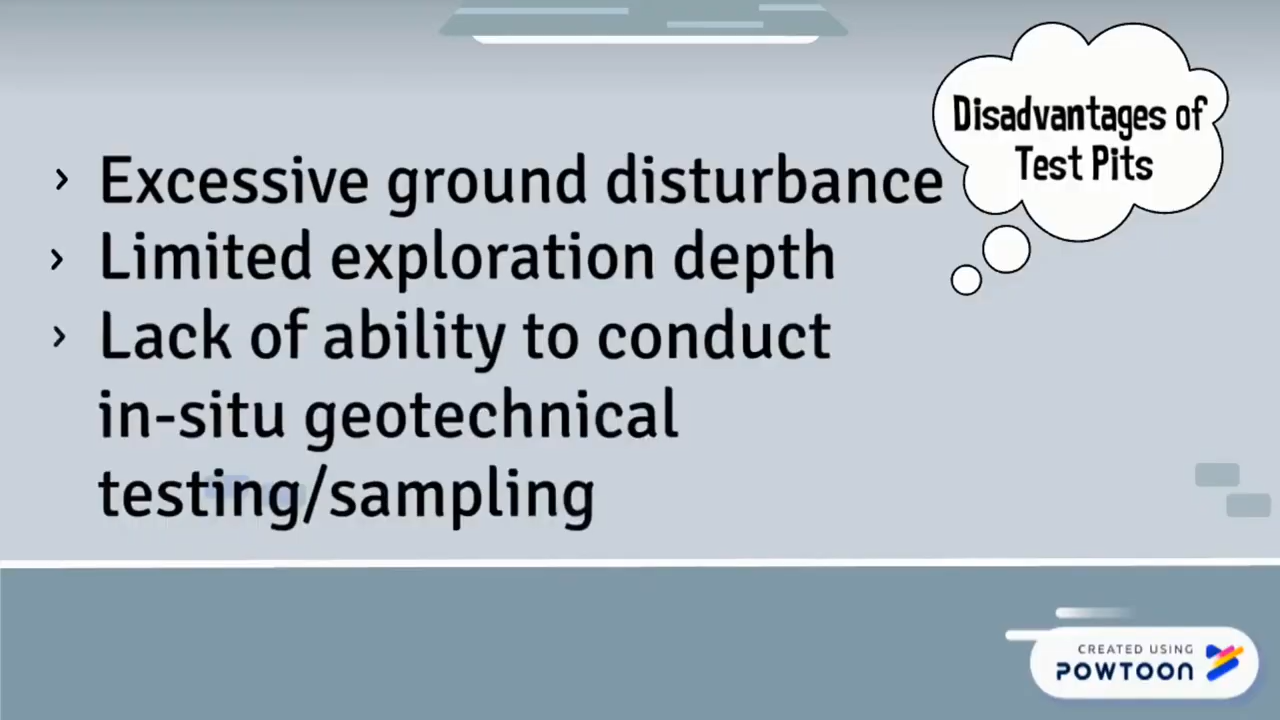 Disadvantages of
Test Pits
› Excessive ground disturbance
› Limited exploration depth
› Lack of ability to conduct
in-situ geotechnical
testing/sampling
CREATED USING
POWTOON